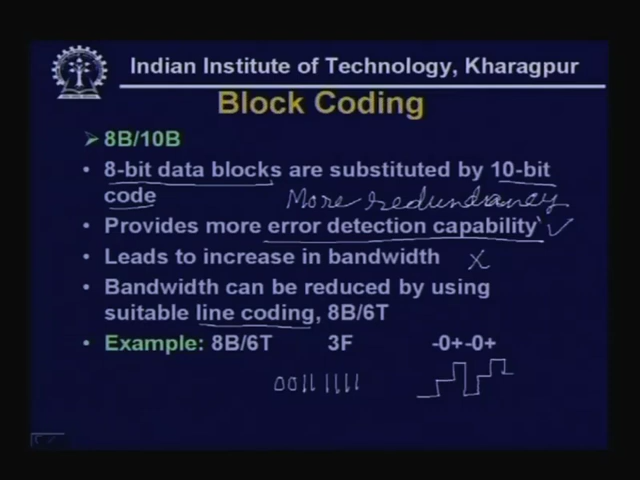 Indian Institute of Technology, Kharagpur
Block Coding
➢ 8B/10B
• 8-bit data blocks are substituted by 10-bit
code More redundancy
• Provides more error detection capability ✓
• Leads to increase in bandwidth X
• Bandwidth can be reduced by using
suitable line coding, 8B/6T
• Example: 8B/6T 3F -0+-0+
0011 1111